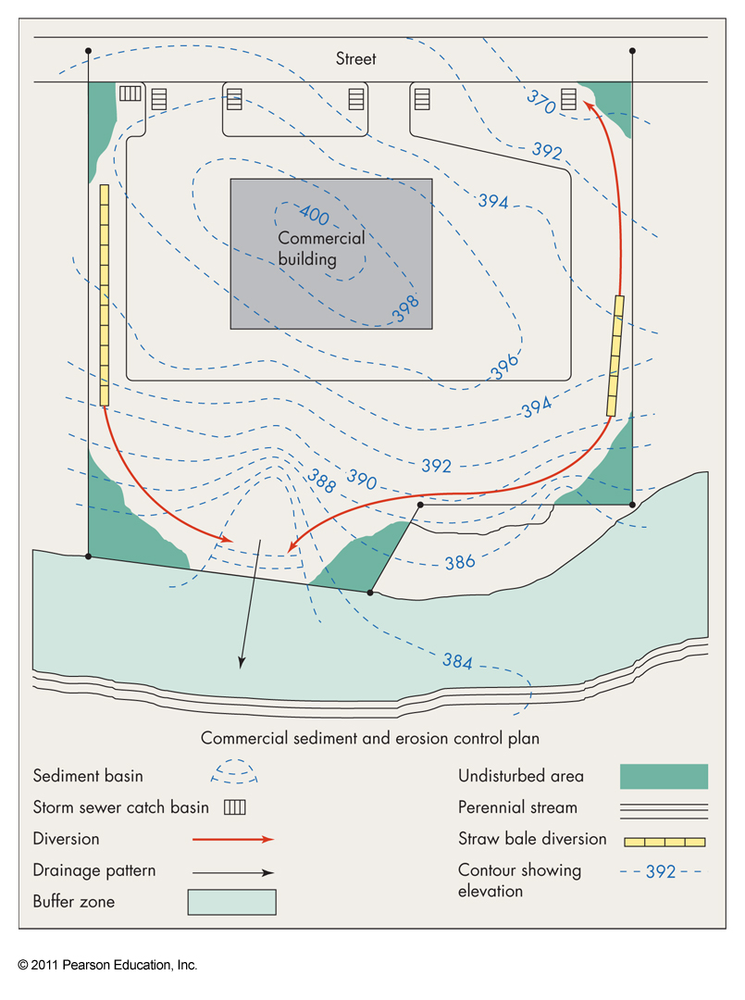 Street
370
392
394
400
Commercial
building
398
396
394
392
390
388
386
384
Commercial sediment and erosion control plan
Sediment basin
Storm sewer catch basin
Diversion
Drainage pattern
Buffer zone
Undisturbed area
Perennial stream
Straw bale diversion
Contour showing
elevation
392
© 2011 Pearson Education, Inc.